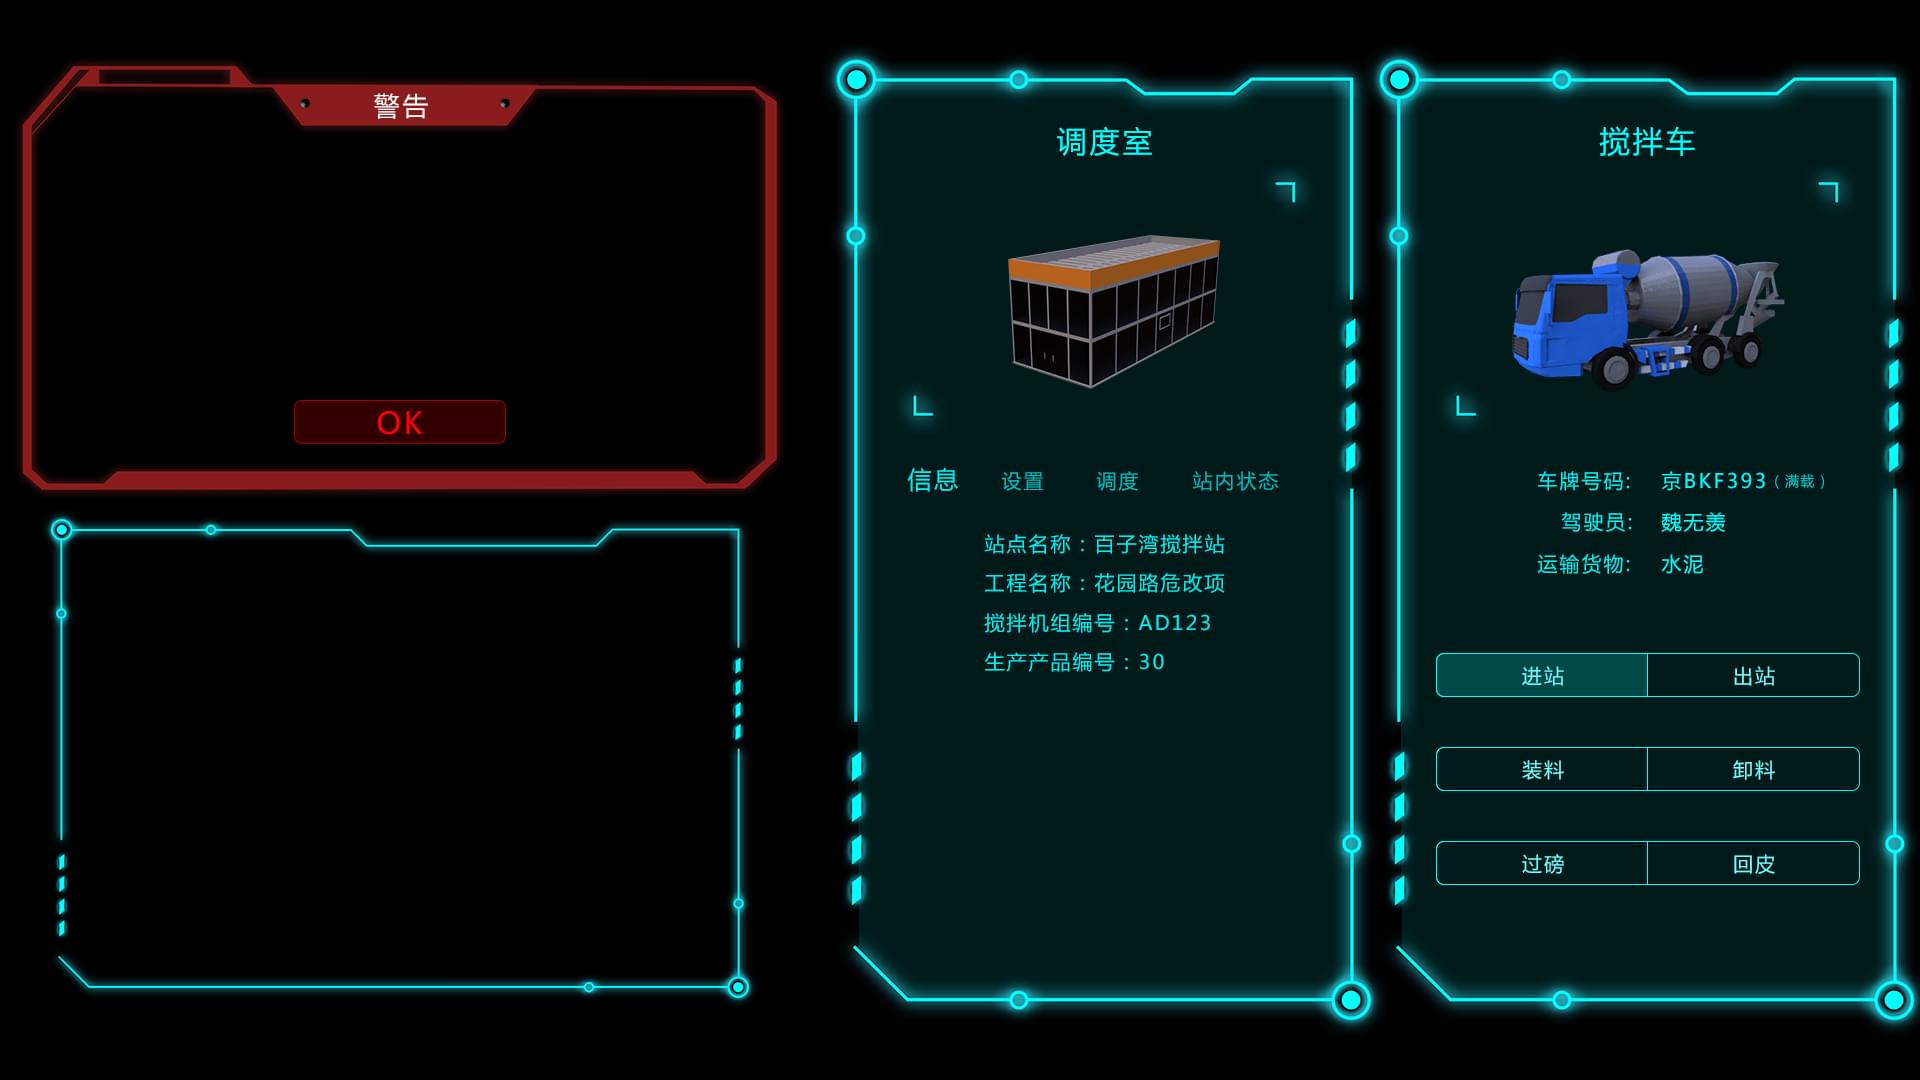 警告
OK
调度室
信息 设置 调度 站内状态
站点名称：百子湾搅拌站
工程名称：花园路危改项
搅拌机组编号：AD123
生产产品编号：30
搅拌车
车牌号码: 京BKF393（满载）
驾驶员: 魏无羡
运输货物: 水泥
进站 出站
装料 卸料
过磅 回皮